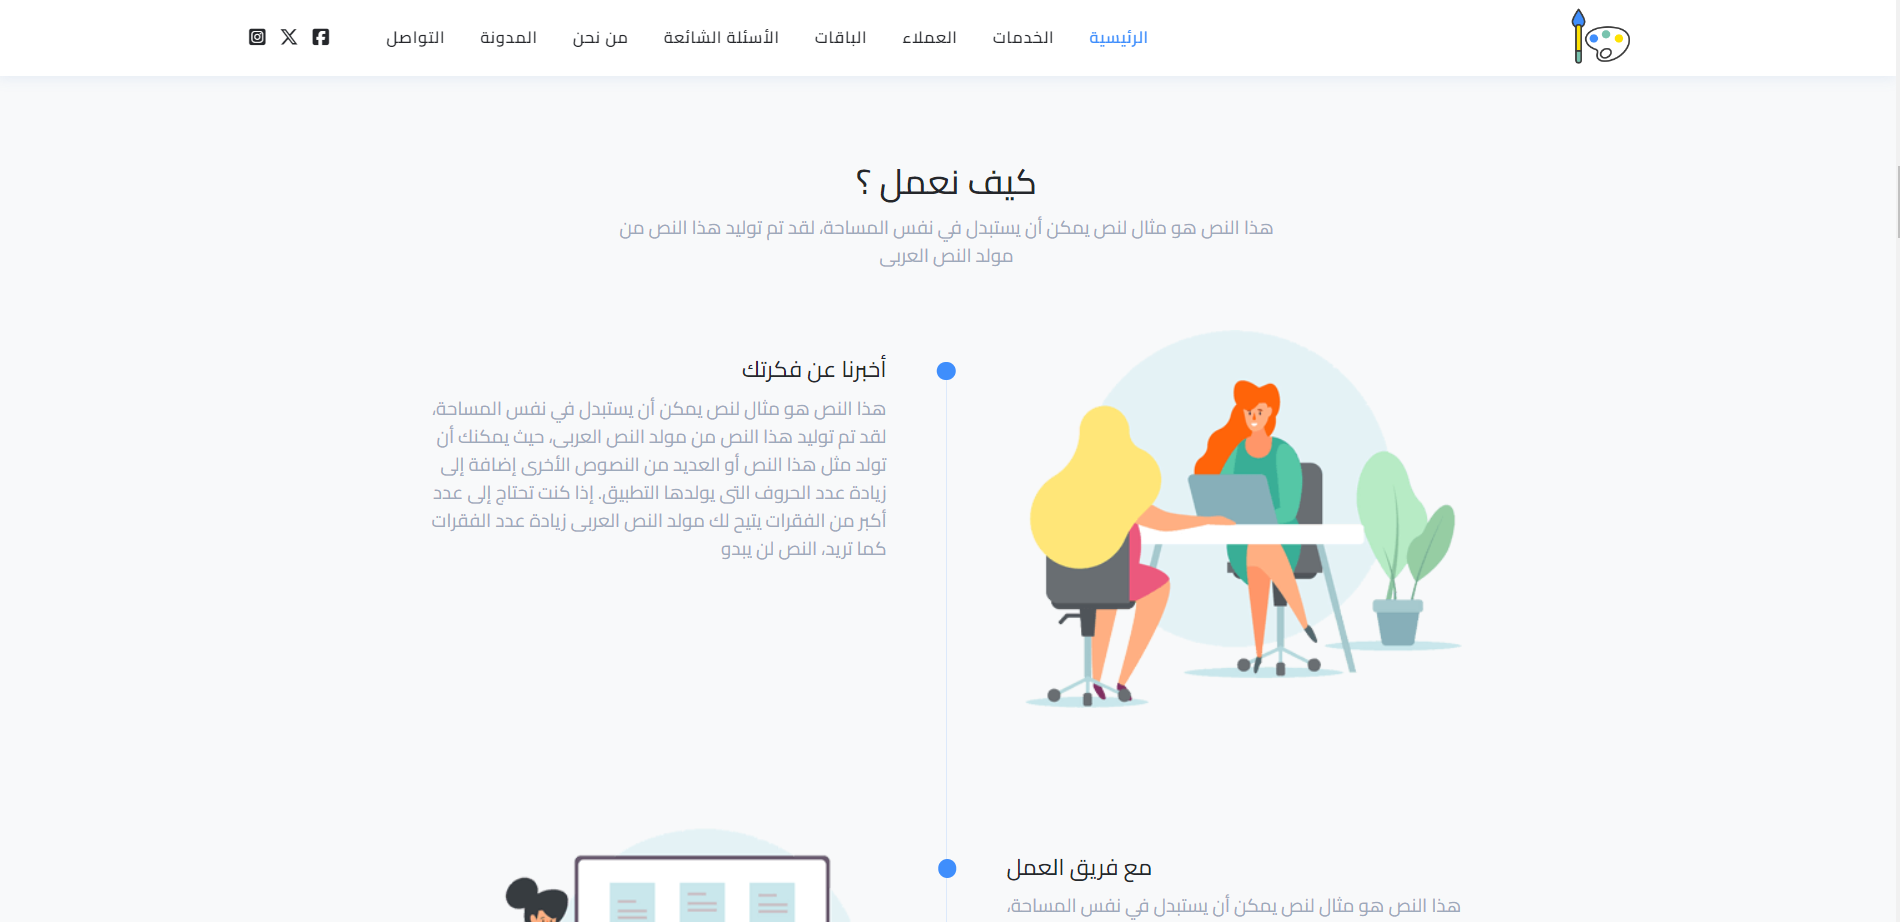 الرئيسية
الخدمات
العملاء
الباقات
الأسئلة الشائعة
من نحن
المدونة
التواصل
كيف نعمل ؟
هذا النص هو مثال لنص يمكن أن يستبدل في نفس المساحة، لقد تم توليد هذا النص من
مولد النص العربى
أخبرنا عن فكرتك
هذا النص هو مثال لنص يمكن أن يستبدل في نفس المساحة،
لقد تم توليد هذا النص من مولد النص العربى، حيث يمكنك أن
تولد مثل هذا النص أو العديد من النصوص الأخرى إضافة إلى
زيادة عدد الحروف التى يولدها التطبيق. إذا كنت تحتاج إلى عدد
أكبر من الفقرات يتيح لك مولد النص العربى زيادة عدد الفقرات
كما تريد، النص لن يبدو
مع فريق العمل
هذا النص هو مثال لنص يمكن أن يستبدل في نفس المساحة،